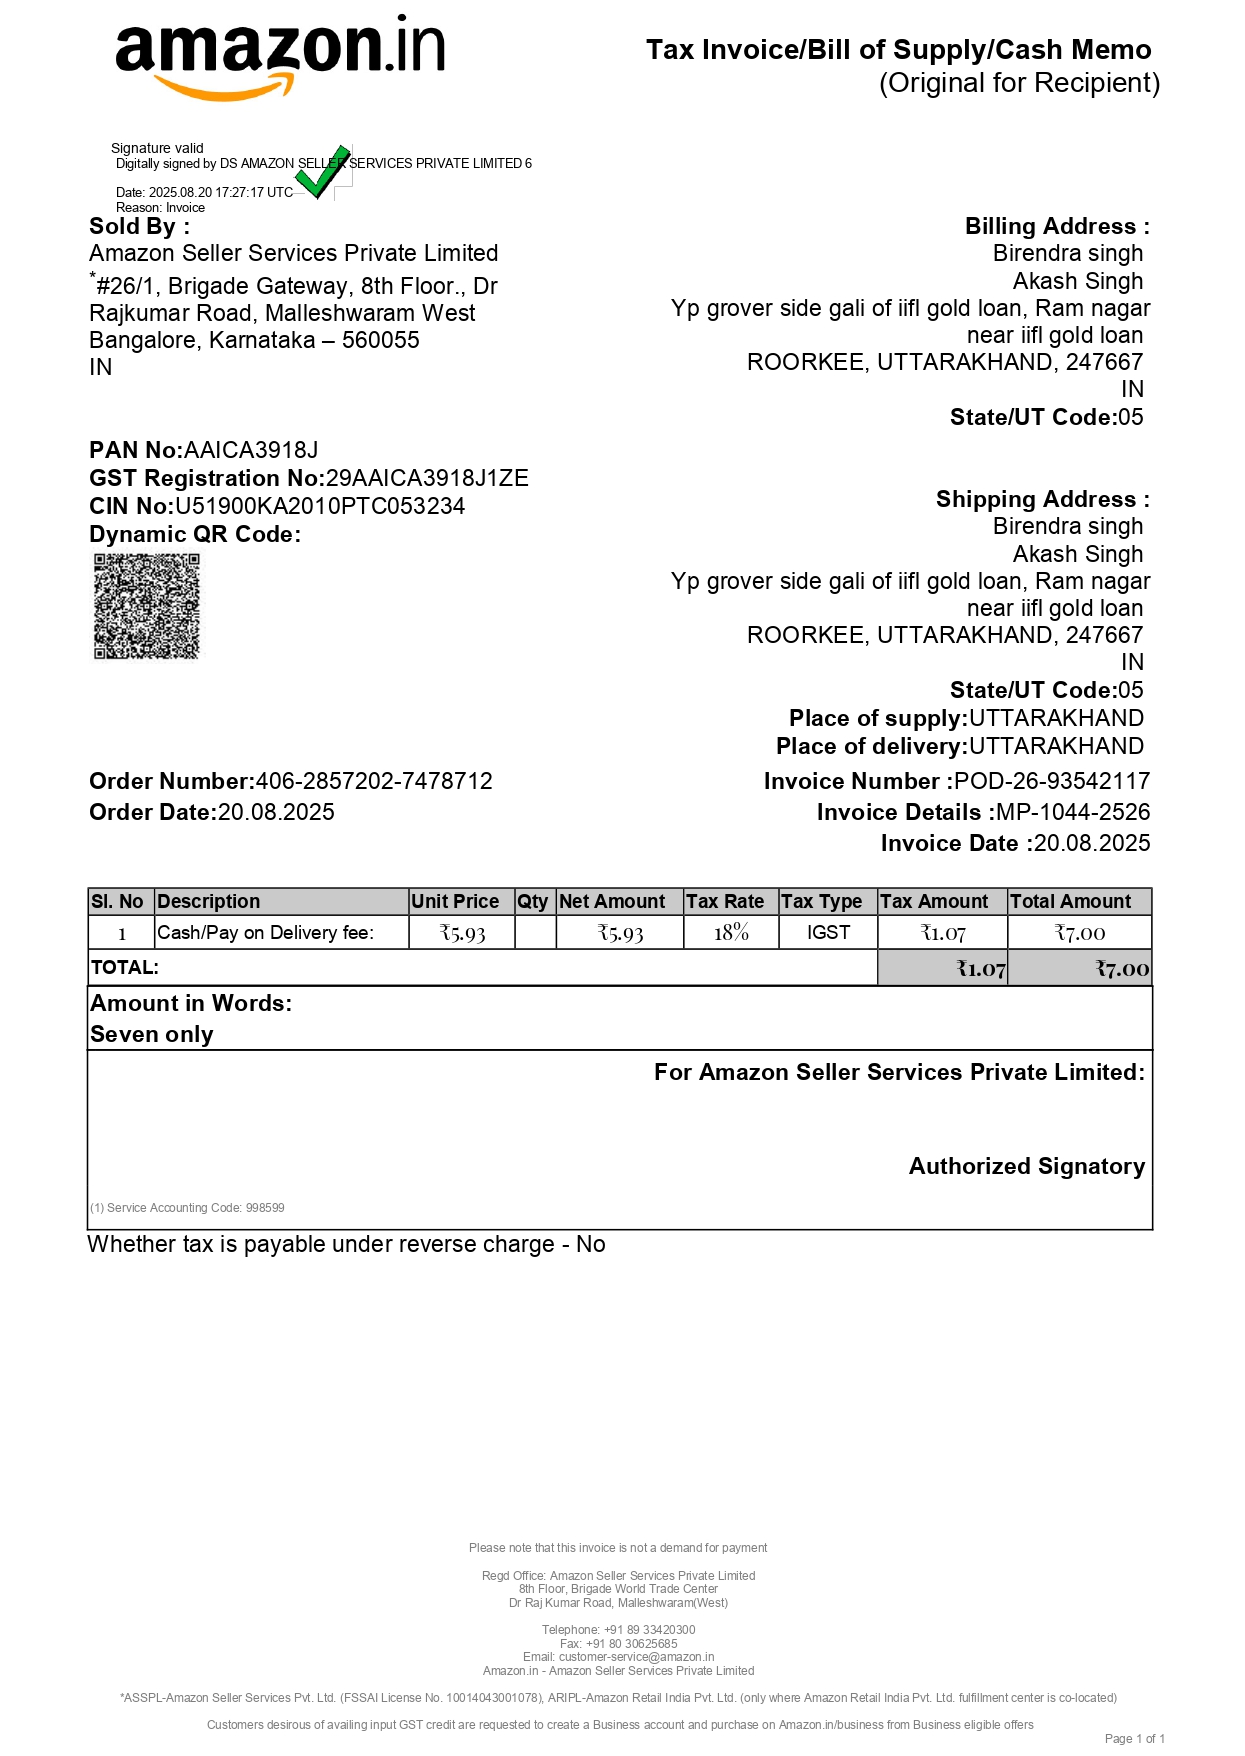 amazon.in
Tax Invoice/Bill of Supply/Cash Memo
(Original for Recipient)
Signature valid
Digitally signed by DS AMAZON SELLER SERVICES PRIVATE LIMITED 6
Date: 2025.08.20 17:27:17 UTC
Reason: Invoice
Sold By :
Amazon Seller Services Private Limited
*#26/1, Brigade Gateway, 8th Floor., Dr
Rajkumar Road, Malleshwaram West
Bangalore, Karnataka – 560055
IN
Billing Address :
Birendra singh
Akash Singh
Yp grover side gali of iifl gold loan, Ram nagar
near iifl gold loan
ROORKEE, UTTARAKHAND, 247667
IN
State/UT Code:05
PAN No:AAICA3918J
GST Registration No:29AAICA3918J1ZE
CIN No:U51900KA2010PTC053234
Dynamic QR Code:
Shipping Address :
Birendra singh
Akash Singh
Yp grover side gali of iifl gold loan, Ram nagar
near iifl gold loan
ROORKEE, UTTARAKHAND, 247667
IN
State/UT Code:05
Place of supply:UTTARAKHAND
Place of delivery:UTTARAKHAND
Order Number:406-2857202-7478712
Order Date:20.08.2025
Invoice Number :POD-26-93542117
Invoice Details :MP-1044-2526
Invoice Date :20.08.2025
Sl. No Description Unit Price Qty Net Amount Tax Rate Tax Type Tax Amount Total Amount
1 Cash/Pay on Delivery fee: ₹5.93 ₹5.93 18% IGST ₹1.07 ₹7.00
TOTAL: ₹1.07 ₹7.00
Amount in Words:
Seven only
For Amazon Seller Services Private Limited:
Authorized Signatory
(1) Service Accounting Code: 998599
Whether tax is payable under reverse charge - No
Please note that this invoice is not a demand for payment
Regd Office: Amazon Seller Services Private Limited
8th Floor, Brigade World Trade Center
Dr Raj Kumar Road, Malleshwaram(West)
Telephone: +91 89 33420300
Fax: +91 80 30625685
Email: customer-service@amazon.in
Amazon.in - Amazon Seller Services Private Limited
*ASSPL-Amazon Seller Services Pvt. Ltd. (FSSAI License No. 10014043001078), ARIPL-Amazon Retail India Pvt. Ltd. (only where Amazon Retail India Pvt. Ltd. fulfillment center is co-located)
Customers desirous of availing input GST credit are requested to create a Business account and purchase on Amazon.in/business from Business eligible offers
Page 1 of 1